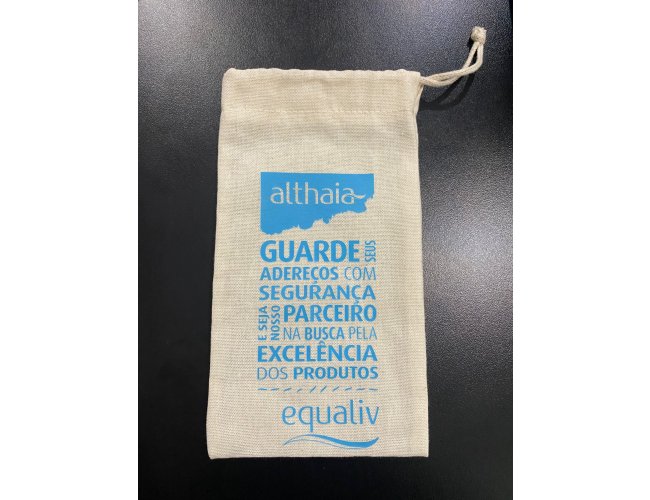 althaia
GUARDE SEUS
ADEREÇOS COM
SEGURANÇA
E SEJA NOSSO PARCEIRO
NA BUSCA PELA
EXCELÊNCIA
DOS PRODUTOS
equaliv